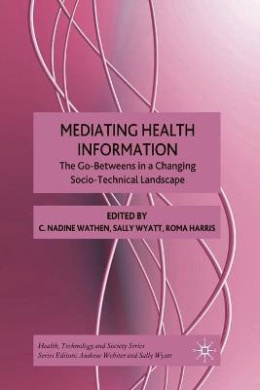 MEDIATING HEALTH
INFORMATION
The Go-Betweens in a Changing
Socio-Technical Landscape
EDITED BY
C. NADINE WATHEN, SALLY WYATT, ROMA HARRIS
Health, Technology and Society Series
Series Editors: Andrew Webster and Sally Wyatt